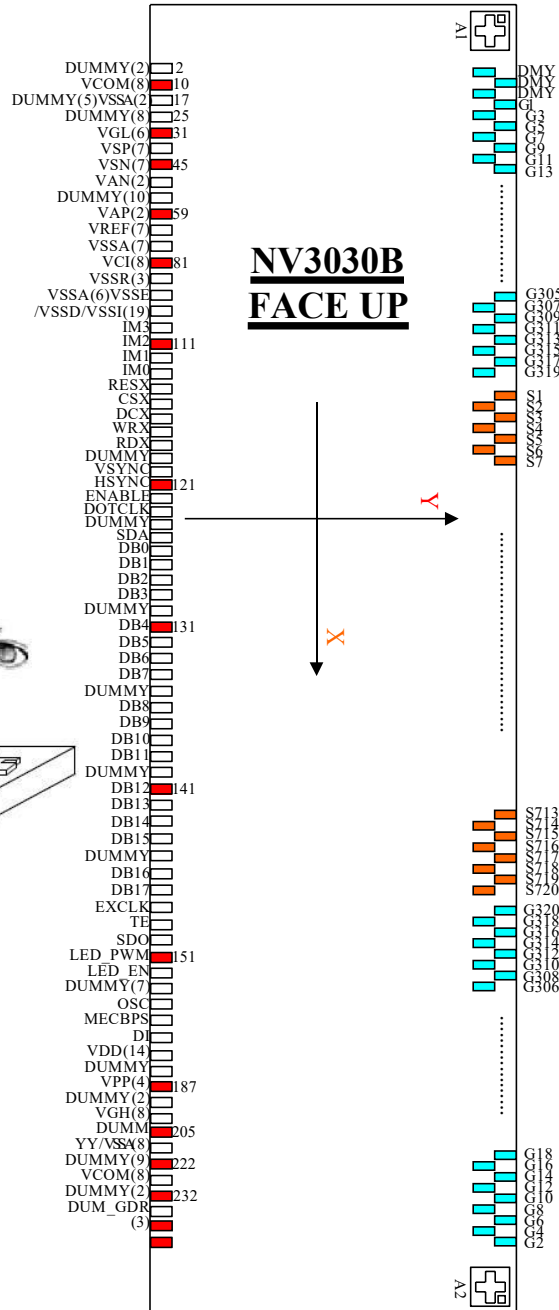 A1
DUMMY(2) 2
VCOM(8) 10
DUMMY(5)VSSA(2 17
DUMMY(8) 25
VGL(6) 31
VSP(7)
VSN(7) 45
VAN(2)
DUMMY(10)
VAP(2) 59
VREF(7)
VSSA(7)
VCI(8) 81
VSSR(3)
VSSA(6)VSSE
/VSSD/VSSI(19)
IM3
IM2 111
IM1
IM0
RESX
CSX
DCX
WRX
RDX
DUMMY
VSYNC
HSYNC 121
ENABLE
DOTCLK
DUMMY
SDA
DB0
DB1
DB2
DB3
DUMMY
DB4 131
DB5
DB6
DB7
DUMMY
DB8
DB9
DB10
DB11
DUMMY
DB12 141
DB13
DB14
DB15
DUMMY
DB16
DB17
EXCLK
TE
SDO
LED_PWM 151
LED_EN
DUMMY(7)
OSC
MECBPS
DI
VDD(14)
DUMMY
VPP(4) 187
DUMMY(2)
VGH(8)
DUMM 205
YY/VSSA(8)
DUMMY(9) 222
VCOM(8)
DUMMY(2) 232
DUM_GDR
(3)
NV3030B
FACE UP
Y
X
DMY
DMY
DMY
G1
G3
G5
G7
G9
G11
G13
G305
G307
G309
G311
G313
G315
G317
G319
S1
S2
S3
S4
S5
S6
S7
S713
S714
S715
S716
S717
S718
S719
S720
G320
G318
G316
G314
G312
G310
G308
G306
G18
G16
G14
G12
G10
G8
G6
G4
G2
A2